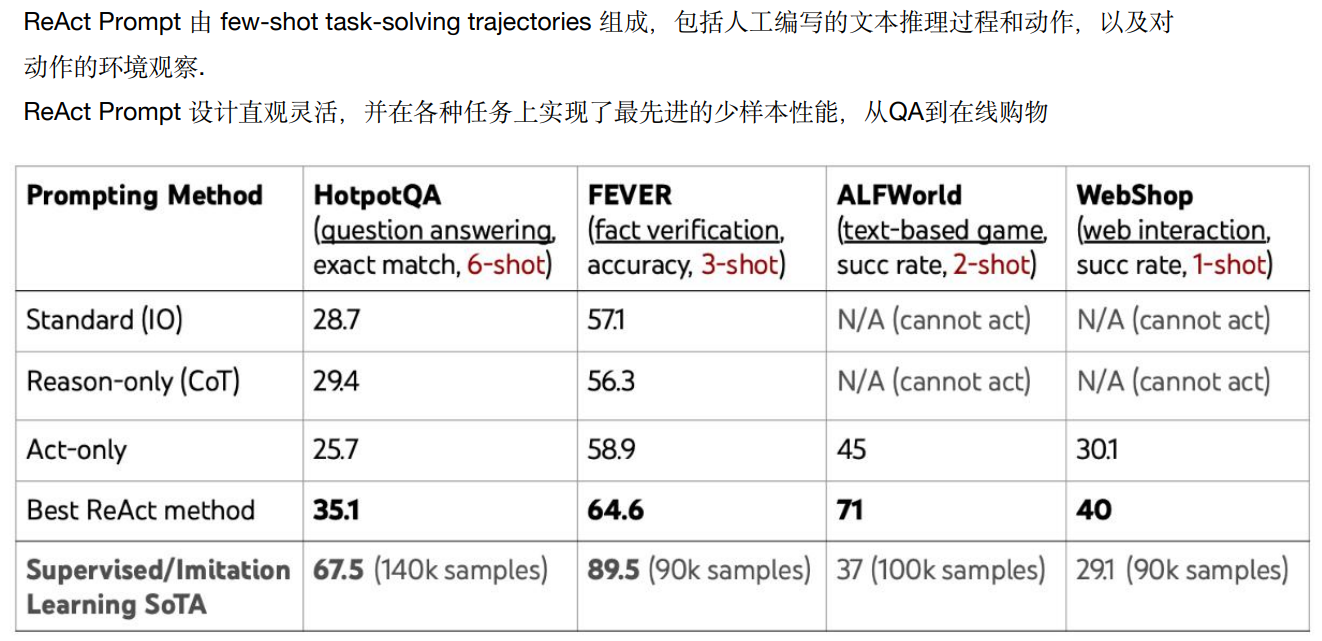 ReAct Prompt 由 few-shot task-solving trajectories 组成，包括人工编写的文本推理过程和动作，以及对
动作的环境观察.
ReAct Prompt 设计直观灵活，并在各种任务上实现了最先进的少样本性能，从QA到在线购物
Prompting Method HotpotQA FEVER ALFWorld WebShop
(question answering, (fact verification, (text-based game, (web interaction,
exact match, 6-shot) accuracy, 3-shot) succ rate, 2-shot) succ rate, 1-shot)
Standard (IO) 28.7 57.1 N/A (cannot act) N/A (cannot act)
Reason-only (CoT) 29.4 56.3 N/A (cannot act) N/A (cannot act)
Act-only 25.7 58.9 45 30.1
Best ReAct method 35.1 64.6 71 40
Supervised/Imitation 67.5 (140k samples) 89.5 (90k samples) 37 (100k samples) 29.1 (90k samples)
Learning SoTA